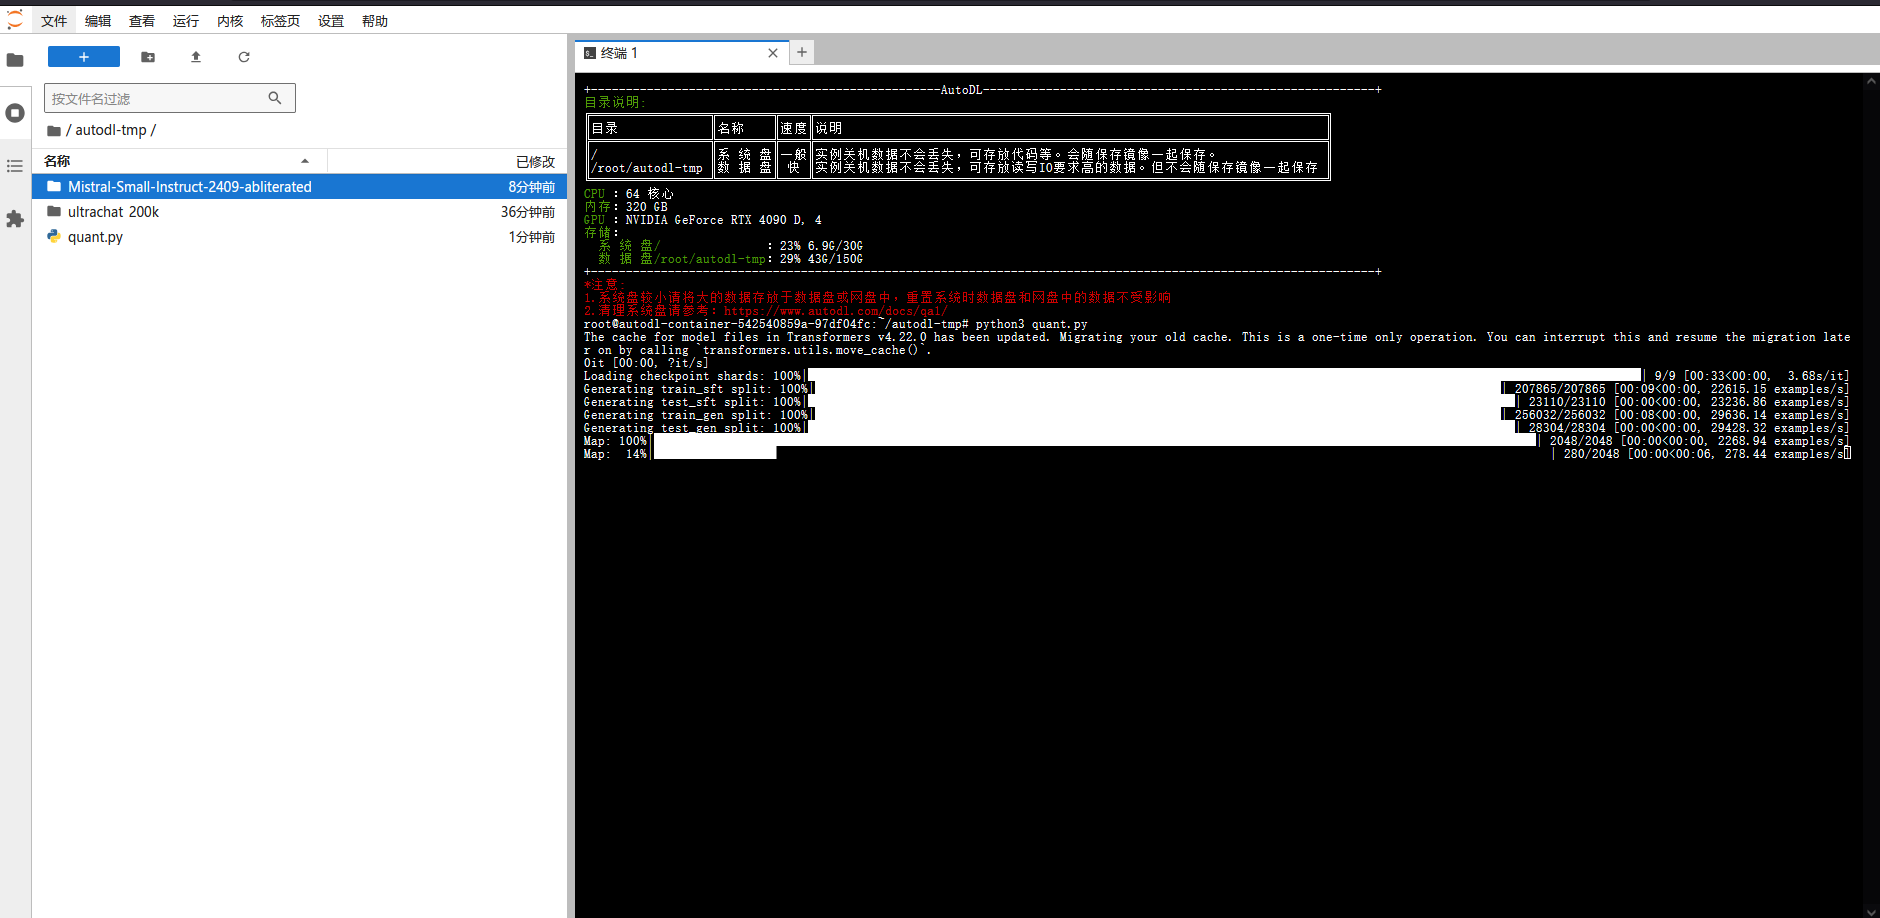 文件 编辑 查看 运行 内核 标签页 设置 帮助
终端 1
按文件名过滤
/ autodl-tmp /
名称 已修改
Mistral-Small-Instruct-2409-abliterated 8分钟前
ultrachat 200k 36分钟前
quant.py 1分钟前
AutoDL
目录说明:
目录 名称 速度 说明
/ 系 统 盘 一般 实例关机数据不会丢失，可存放代码等。会随保存镜像一起保存。
/root/autodl-tmp 数 据 盘 快 实例关机数据不会丢失，可存放读写IO要求高的数据。但不会随保存镜像一起保存
CPU : 64 核心
内存: 320 GB
GPU : NVIDIA GeForce RTX 4090 D, 4
存储:
系 统 盘/ : 23% 6.9G/30G
数 据 盘/root/autodl-tmp: 29% 43G/150G
*注意:
1.系统盘较小请将大的数据存放于数据盘或网盘中，重置系统时数据盘和网盘中的数据不受影响
2.清理系统盘请参考: https://www.autodl.com/docs/qa1/
root@autodl-container-542540859a-97df04fc:~/autodl-tmp# python3 quant.py
The cache for model files in Transformers v4.22.0 has been updated. Migrating your old cache. This is a one-time only operation. You can interrupt this and resume the migration late
r on by calling `transformers.utils.move_cache()`.
0it [00:00, ?it/s]
Loading checkpoint shards: 100%| | 9/9 [00:33<00:00, 3.68s/it]
Generating train_sft split: 100%| | 207865/207865 [00:09<00:00, 22615.15 examples/s]
Generating test_sft split: 100%| | 23110/23110 [00:00<00:00, 23236.86 examples/s]
Generating train_gen split: 100%| | 256032/256032 [00:08<00:00, 29636.14 examples/s]
Generating test_gen split: 100%| | 28304/28304 [00:00<00:00, 29428.32 examples/s]
Map: 100%| | 2048/2048 [00:00<00:00, 2268.94 examples/s]
Map: 14%| | 280/2048 [00:00<00:06, 278.44 examples/s]